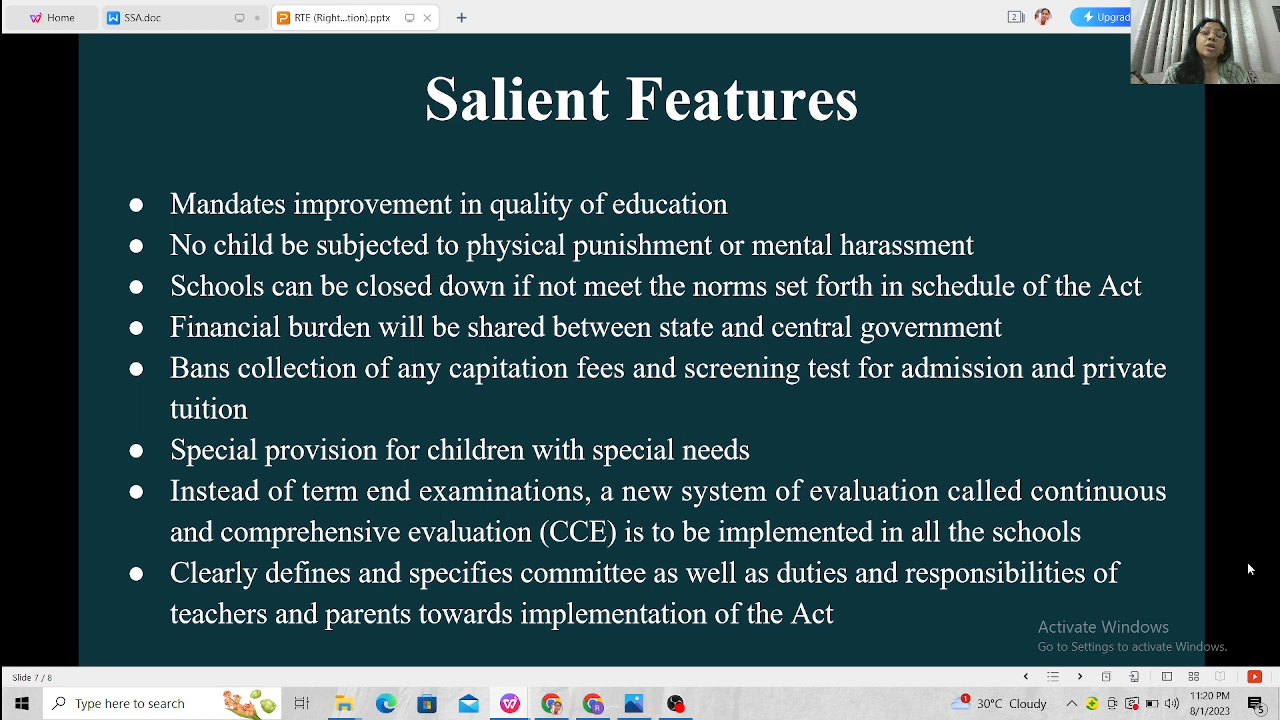 Home
SSA.doc
RTE (Right...tion).pptx
2
Upgrad
Salient Features
● Mandates improvement in quality of education
● No child be subjected to physical punishment or mental harassment
● Schools can be closed down if not meet the norms set forth in schedule of the Act
● Financial burden will be shared between state and central government
● Bans collection of any capitation fees and screening test for admission and private
tuition
● Special provision for children with special needs
● Instead of term end examinations, a new system of evaluation called continuous
and comprehensive evaluation (CCE) is to be implemented in all the schools
● Clearly defines and specifies committee as well as duties and responsibilities of
teachers and parents towards implementation of the Act
Activate Windows
Go to Settings to activate Windows.
Slide 7 / 8
Type here to search
1
30°C Cloudy
11:20 PM
8/1/2023
5